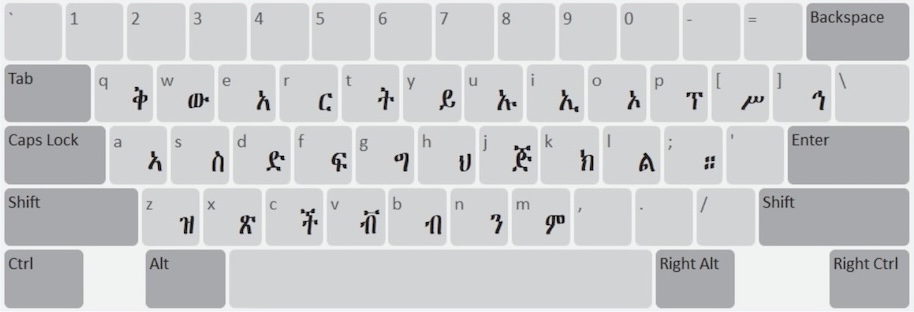 ` 1 2 3 4 5 6 7 8 9 0 - = Backspace
Tab q ቅ w ው e እ r ር t ት y ይ u ኡ i ኢ o ኦ p ፕ [ ሥ ] ኅ \
Caps Lock a ኣ s ስ d ድ f ፍ g ግ h ህ j ጅ k ክ l ል ; ። ' Enter
Shift z ዝ x ጽ c ች v ቭ b ብ n ን m ም , . / Shift
Ctrl Alt Right Alt Right Ctrl